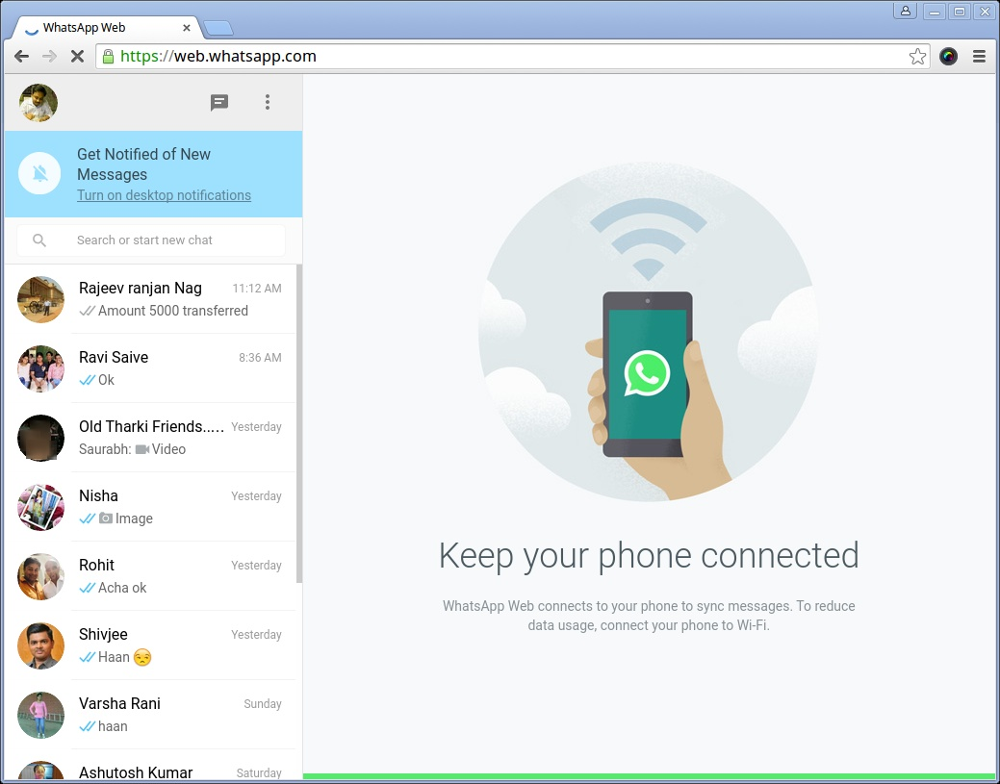 WhatsApp Web
https://web.whatsapp.com
Get Notified of New
Messages
Turn on desktop notifications
Search or start new chat
Rajeev ranjan Nag 11:12 AM
Amount 5000 transferred
Ravi Saive 8:36 AM
Ok
Old Tharki Friends..... Yesterday
Saurabh: Video
Nisha Yesterday
Image
Rohit Yesterday
Acha ok
Shivjee Yesterday
Haan 😒
Varsha Rani Sunday
haan
Ashutosh Kumar Saturday
Keep your phone connected
WhatsApp Web connects to your phone to sync messages. To reduce
data usage, connect your phone to Wi-Fi.